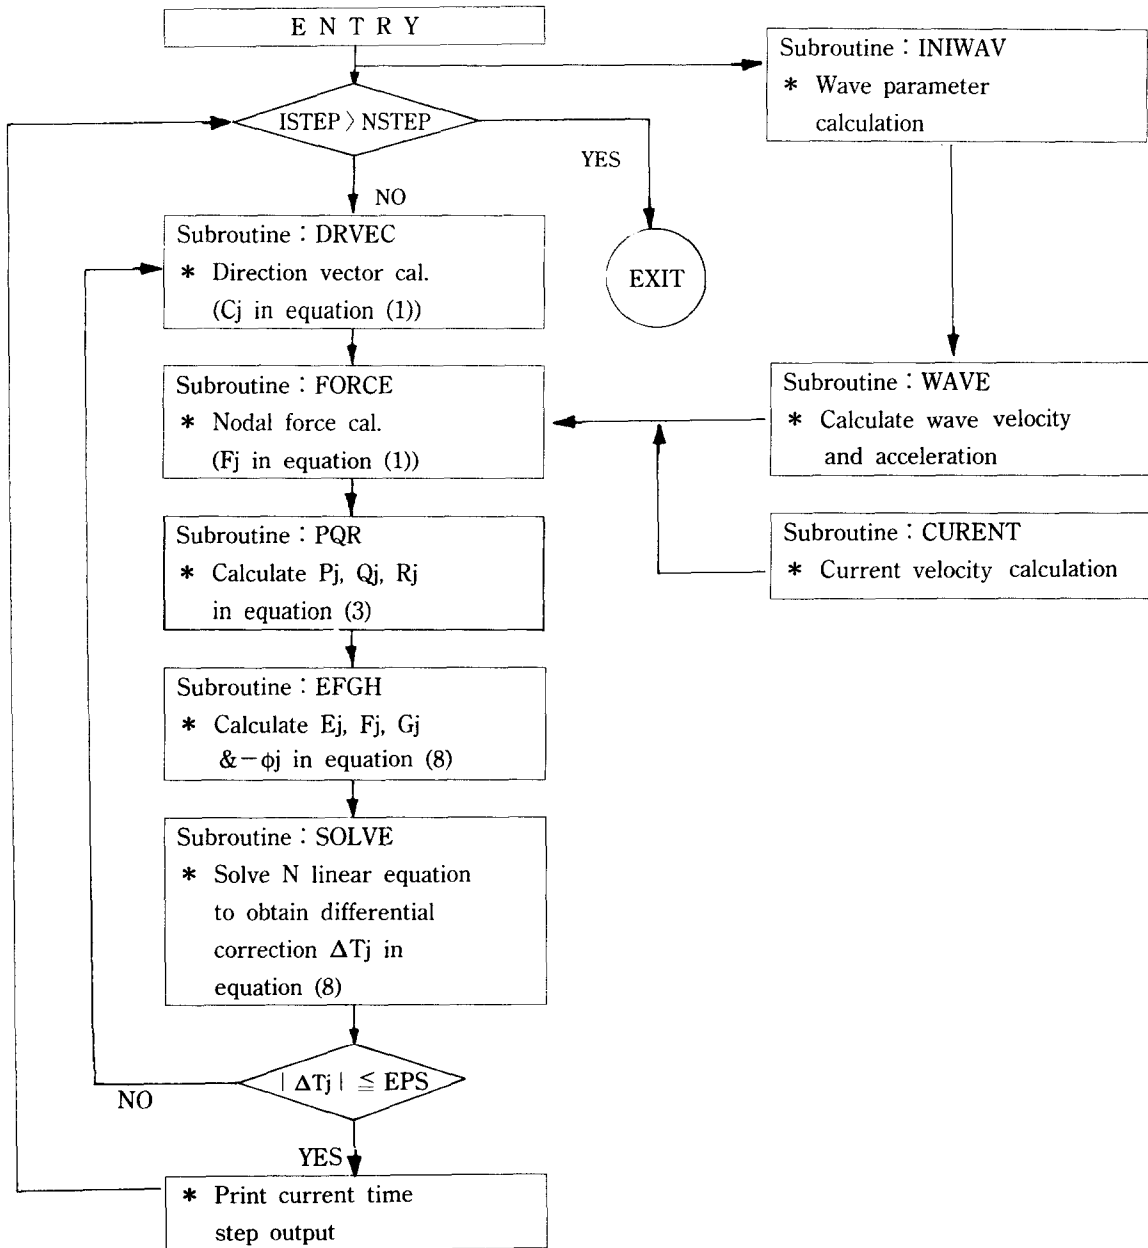 E N T R Y
Subroutine : INIWAV
* Wave parameter
calculation
ISTEP > NSTEP
YES
NO
Subroutine : DRVEC
* Direction vector cal.
(Cj in equation (1))
EXIT
Subroutine : FORCE
* Nodal force cal.
(Fj in equation (1))
Subroutine : WAVE
* Calculate wave velocity
and acceleration
Subroutine : PQR
* Calculate Pj, Qj, Rj
in equation (3)
Subroutine : CURENT
* Current velocity calculation
Subroutine : EFGH
* Calculate Ej, Fj, Gj
&−ϕj in equation (8)
Subroutine : SOLVE
* Solve N linear equation
to obtain differential
correction ΔTj in
equation (8)
| ΔTj | ≦ EPS
NO
YES
* Print current time
step output